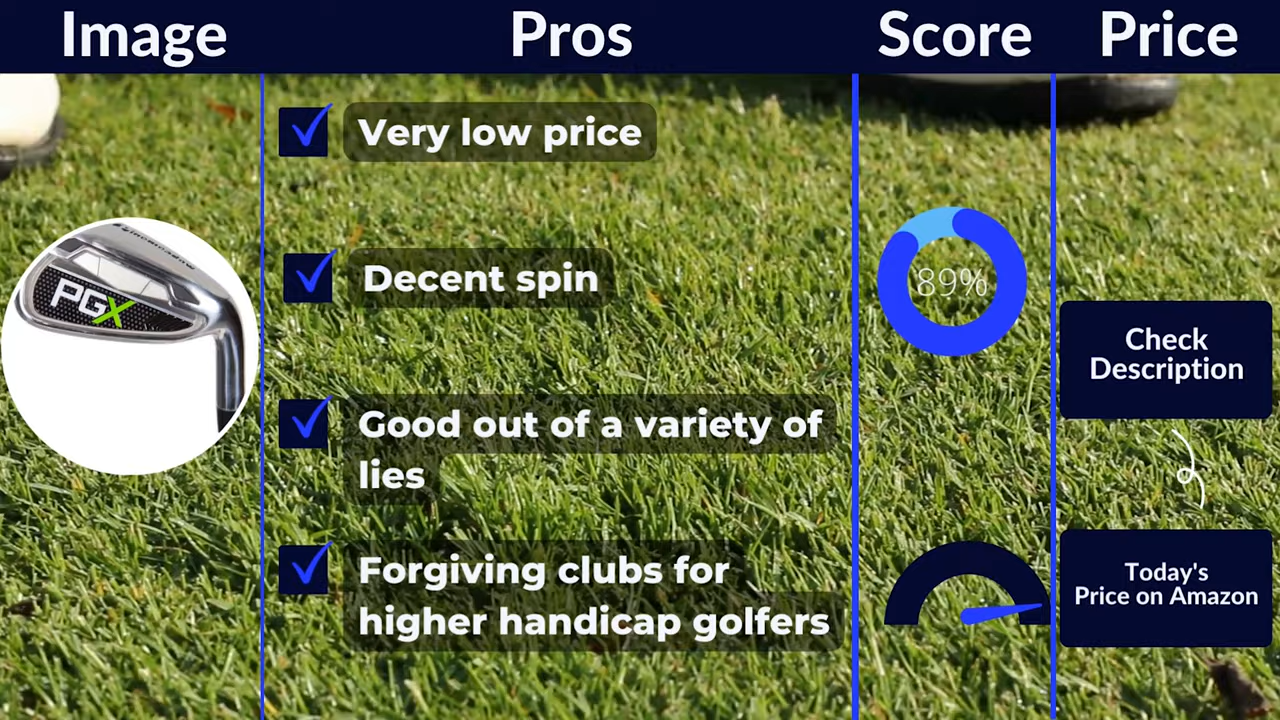 Image
Pros
Score
Price
Very low price
Decent spin
Good out of a variety of
lies
Forgiving clubs for
higher handicap golfers
PGX
89%
Check
Description
Today's
Price on Amazon